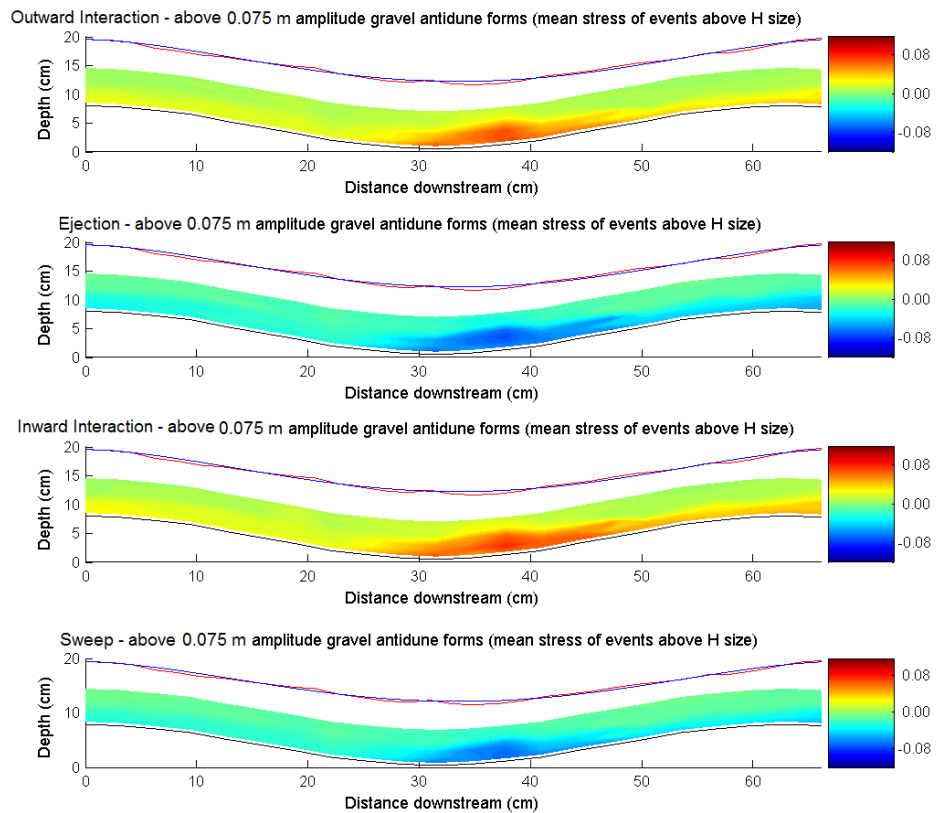 Outward Interaction - above 0.075 m amplitude gravel antidune forms (mean stress of events above H size)
20
15
10
5
0
Depth (cm)
0 10 20 30 40 50 60
Distance downstream (cm)
0.08
0.00
-0.08
Ejection - above 0.075 m amplitude gravel antidune forms (mean stress of events above H size)
20
15
10
5
0
Depth (cm)
0 10 20 30 40 50 60
Distance downstream (cm)
0.08
0.00
-0.08
Inward Interaction - above 0.075 m amplitude gravel antidune forms (mean stress of events above H size)
20
15
10
5
0
Depth (cm)
0 10 20 30 40 50 60
Distance downstream (cm)
0.08
0.00
-0.08
Sweep - above 0.075 m amplitude gravel antidune forms (mean stress of events above H size)
20
10
0
Depth (cm)
0 10 20 30 40 50 60
Distance downstream (cm)
0.08
0.00
-0.08